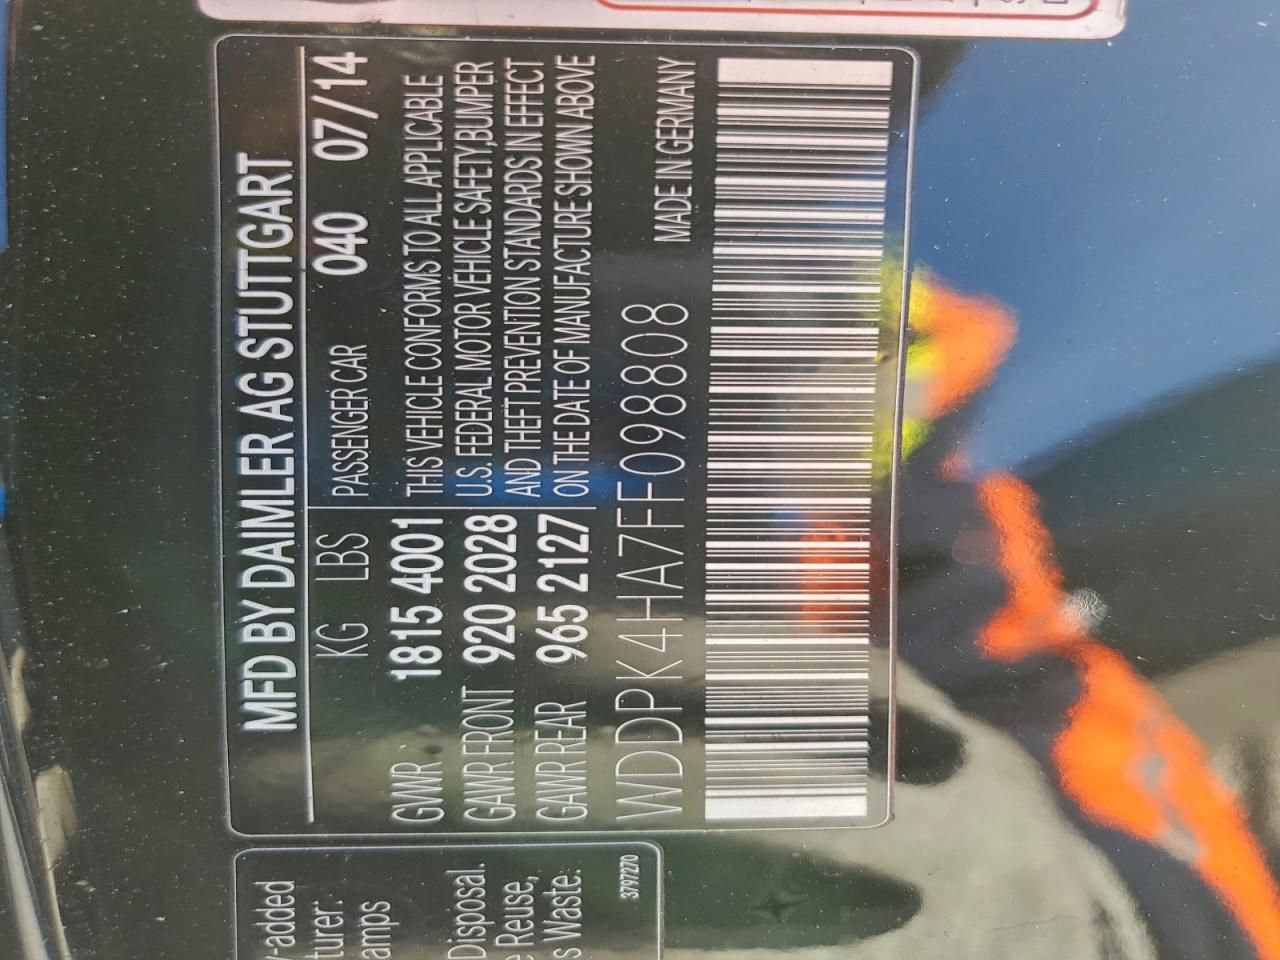 MFD BY DAIMLER AG STUTTGART
KG LBS PASSENGER CAR 040 07/14
GVWR 1815 4001 THIS VEHICLE CONFORMS TO ALL APPLICABLE
GAWR FRONT 920 2028 U.S. FEDERAL MOTOR VEHICLE SAFETY,BUMPER
AND THEFT PREVENTION STANDARDS IN EFFECT
GAWR REAR 965 2127 ON THE DATE OF MANUFACTURE SHOWN ABOVE
WDDPK4HA7FF098808 MADE IN GERMANY
y-added
turer:
amps
Disposal.
e Reuse,
s Waste:
3797270